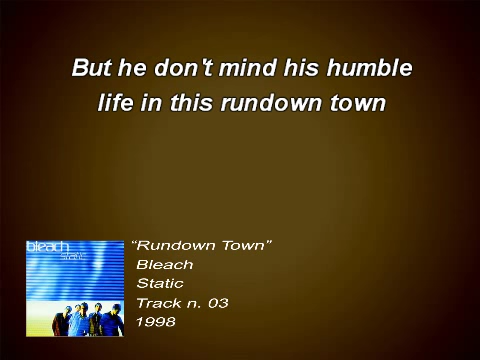 But he don't mind his humble
life in this rundown town
bleach
static
“Rundown Town”
Bleach
Static
Track n. 03
1998